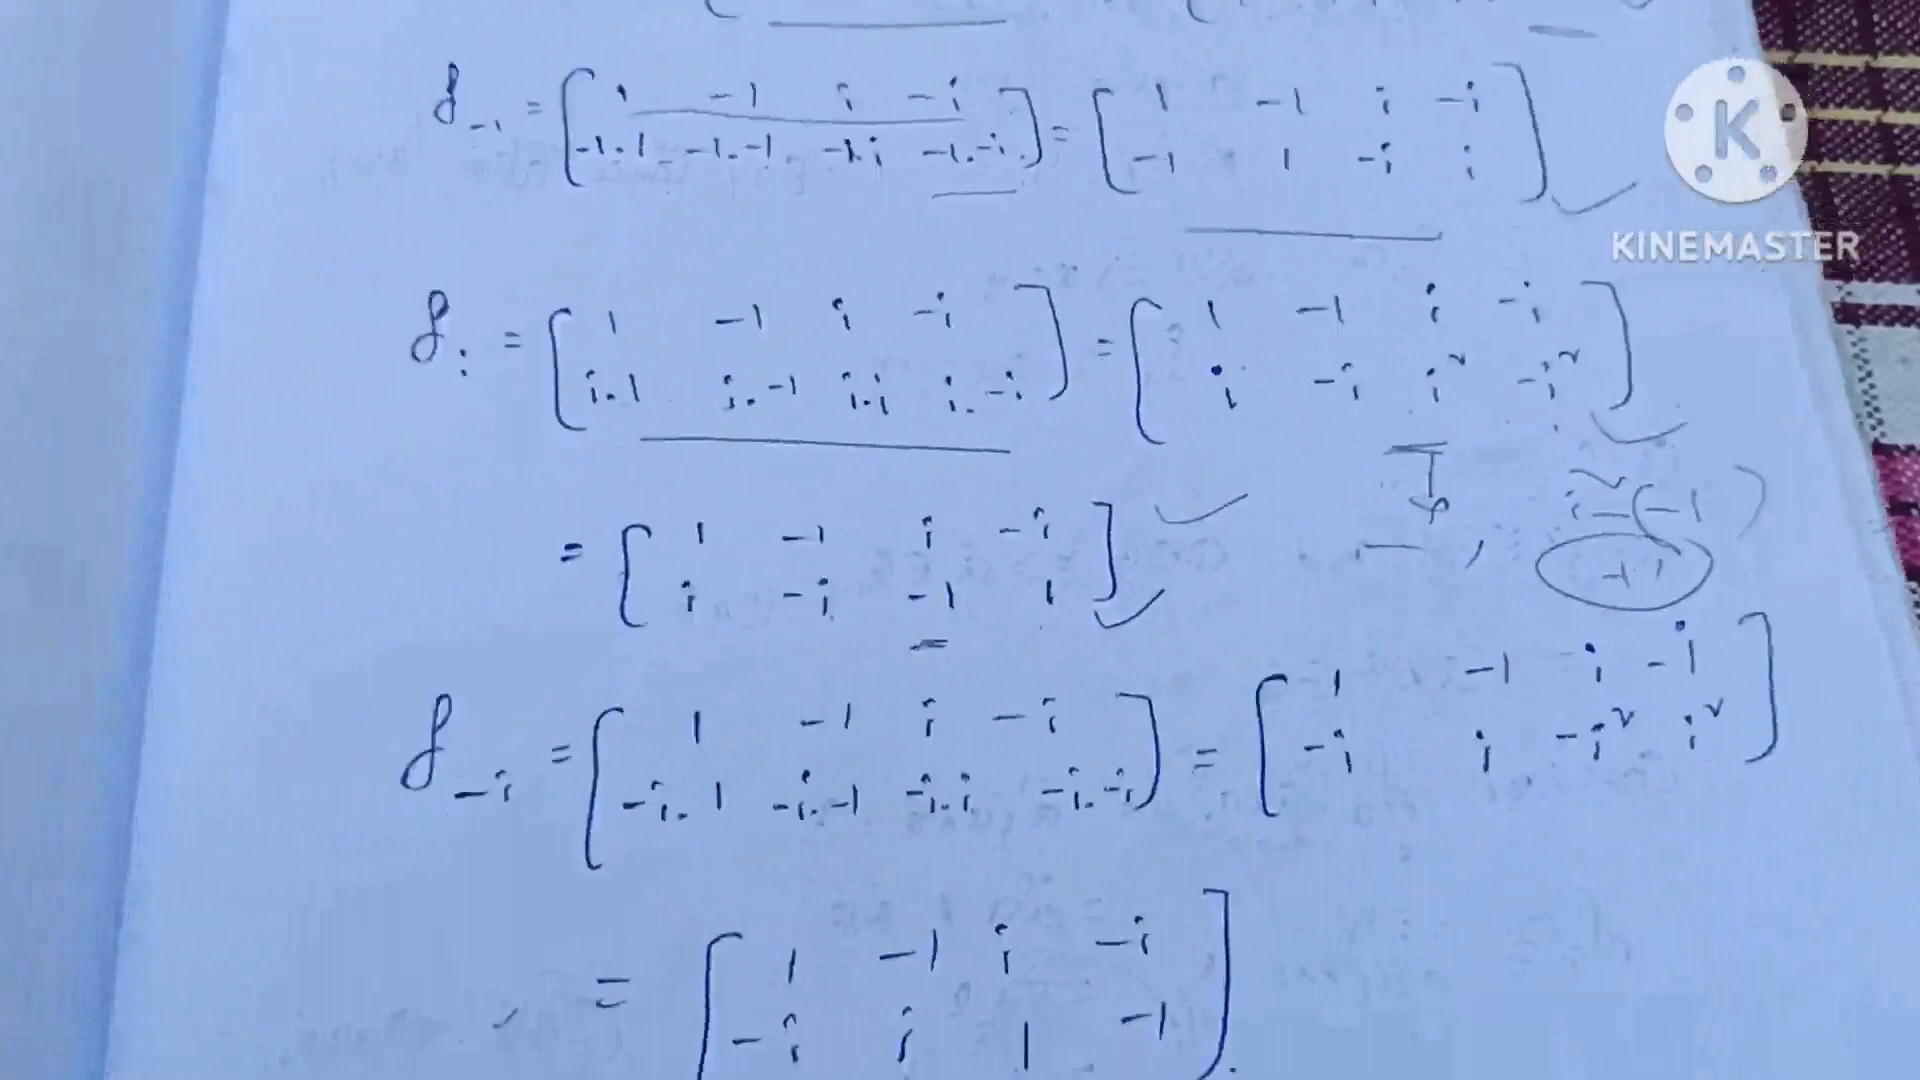 f₋₁ = [ 1 -1 i -i ] = [ 1 -1 i -i ]
[ -1.1 -1.-1 -1.i -1.-i ] [ -1 1 -i i ]
K
KINEMASTER
fᵢ = [ 1 -1 i -i ] = [ 1 -1 i -i ]
[ i.1 i.-1 i.i i.-i ] [ i -i i² -i² ]
= [ 1 -1 i -i ]
[ i -i -1 1 ]
i² = (-1)
f₋ᵢ = [ 1 -1 i -i ] = [ 1 -1 i -i ]
[ -i.1 -i.-1 -i.i -i.-i ] [ -i i -i² i² ]
= [ 1 -1 i -i ]
[ -i i 1 -1 ].